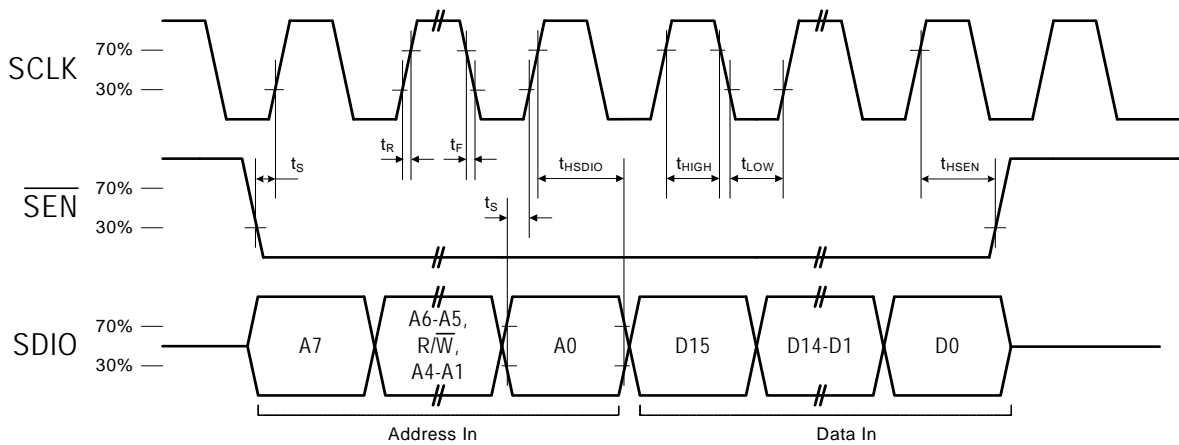 SCLK
70%
30%
tS
tR
tF
tHSDIO
tHIGH
tLOW
tHSEN
SEN
70%
30%
tS
SDIO
70%
30%
A7
A6-A5,
R/W,
A4-A1
A0
D15
D14-D1
D0
Address In
Data In